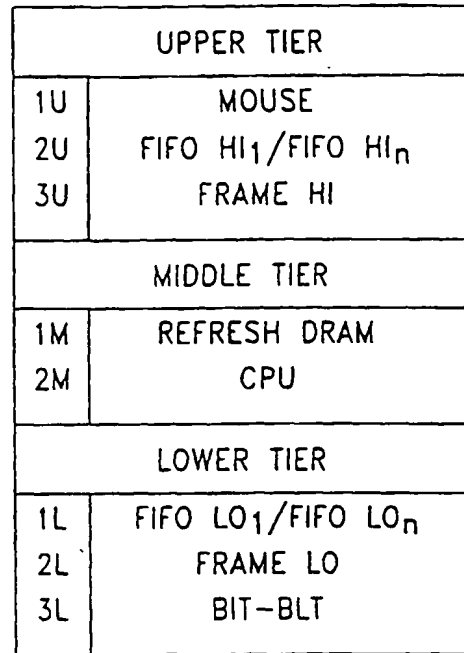 UPPER TIER
1U MOUSE
2U FIFO HI1/FIFO HIn
3U FRAME HI
MIDDLE TIER
1M REFRESH DRAM
2M CPU
LOWER TIER
1L FIFO LO1/FIFO LOn
2L FRAME LO
3L BIT-BLT